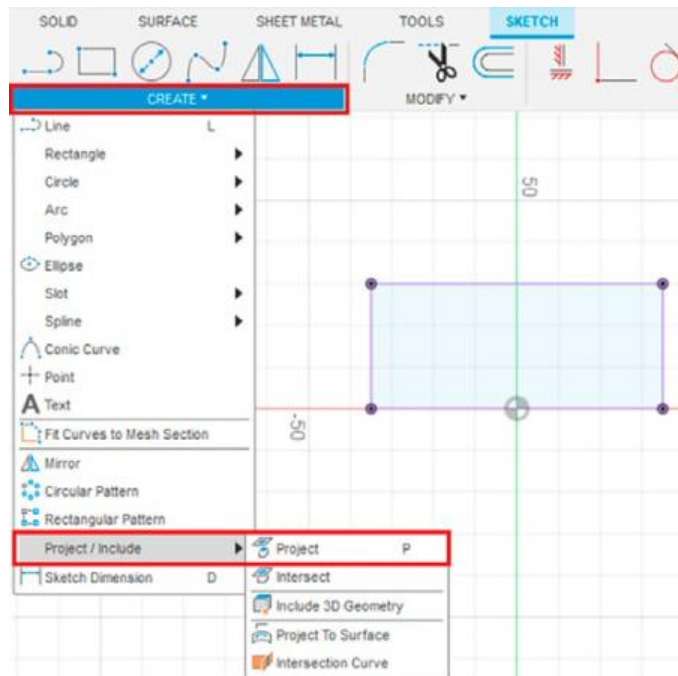 SOLID SURFACE SHEET METAL TOOLS SKETCH
CREATE ▾ MODIFY ▾
Line L
Rectangle
Circle
Arc
Polygon
Ellipse
Slot
Spline
Conic Curve
Point
Text
Fit Curves to Mesh Section
Mirror
Circular Pattern
Rectangular Pattern
Project / Include
Sketch Dimension D
Project P
Intersect
Include 3D Geometry
Project To Surface
Intersection Curve
50
-50